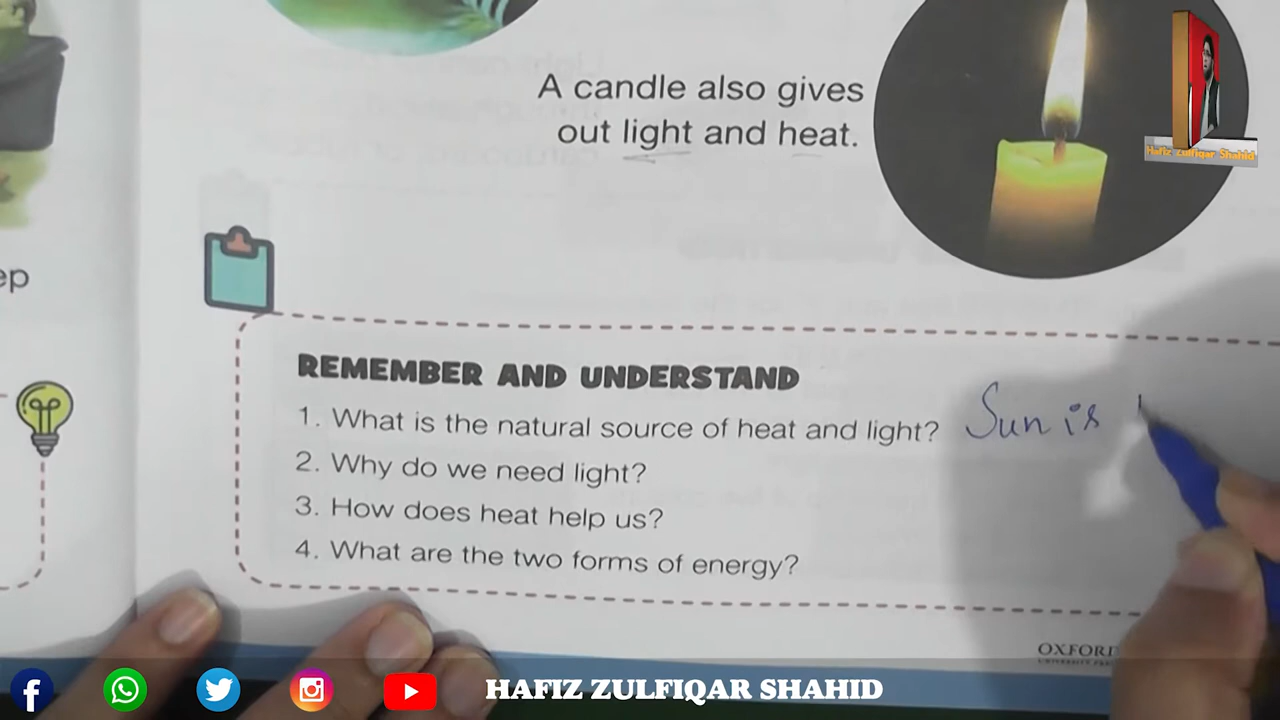 A candle also gives
out light and heat.
Hafiz Zulfiqar Shahid
ep
REMEMBER AND UNDERSTAND
1. What is the natural source of heat and light? Sun is
2. Why do we need light?
3. How does heat help us?
4. What are the two forms of energy?
OXFORD
HAFIZ ZULFIQAR SHAHID